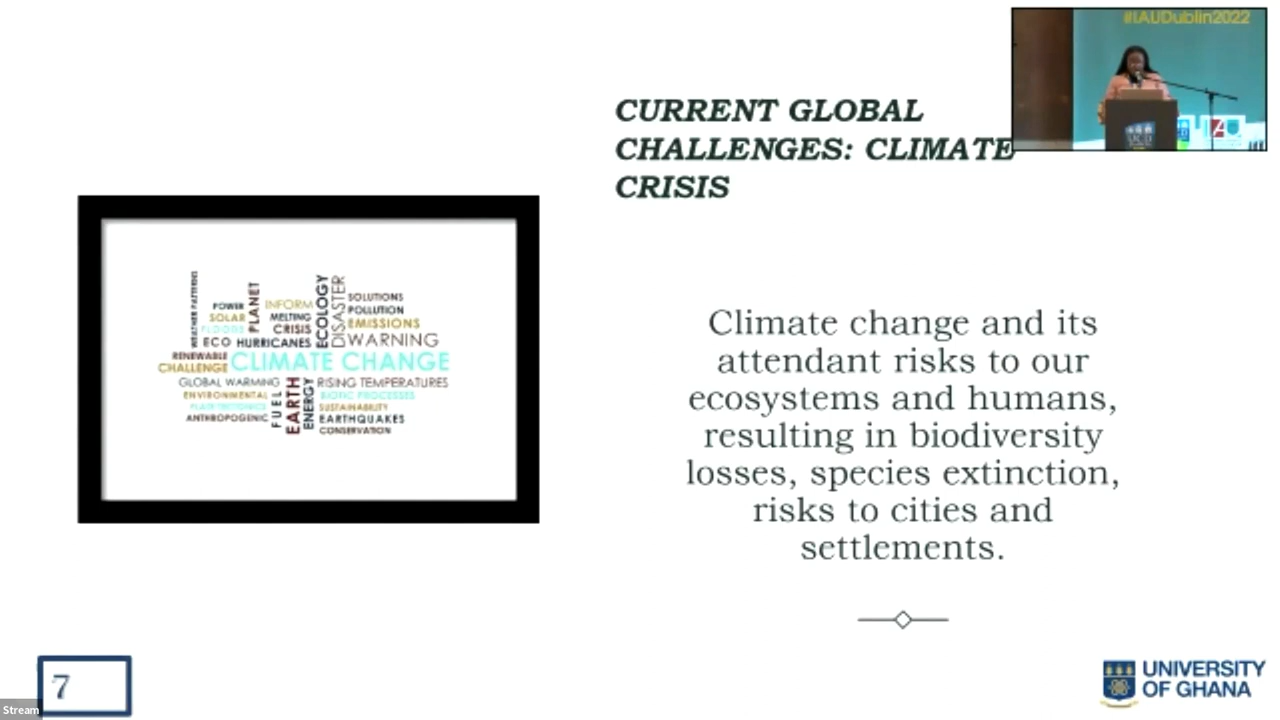 #IAUDublin2022
CURRENT GLOBAL
CHALLENGES: CLIMATE
CRISIS
WEATHER PATTERNS
POWER
SOLAR
FLOODS
ECO
PLANET
INFORM
MELTING
CRISIS
HURRICANES
ECOLOGY
DISASTER
SOLUTIONS
POLLUTION
EMISSIONS
WARNING
RENEWABLE
CHALLENGE
CLIMATE CHANGE
GLOBAL WARMING
ENVIRONMENTAL
PLATE TECTONICS
ANTHROPOGENIC
FUEL
EARTH
ENERGY
RISING TEMPERATURES
BIOTIC PROCESSES
SUSTAINABILITY
EARTHQUAKES
CONSERVATION
Climate change and its
attendant risks to our
ecosystems and humans,
resulting in biodiversity
losses, species extinction,
risks to cities and
settlements.
7
Stream
UNIVERSITY
OF GHANA